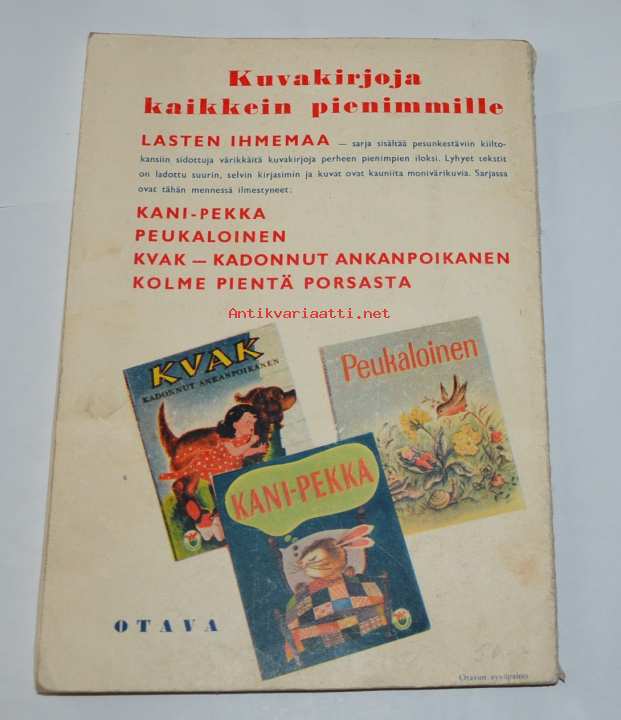 Kuvakirjoja
kaikkein pienimmille
LASTEN IHMEMAA — sarja sisältää pesunkestäviin kiilto-
kansiin sidottuja värikkäitä kuvakirjoja perheen pienimpien iloksi. Lyhyet tekstit
on ladottu suurin, selvin kirjasimin ja kuvat ovat kauniita monivärikuvia. Sarjassa
ovat tähän mennessä ilmestyneet:
KANI-PEKKA
PEUKALOINEN
KVAK — KADONNUT ANKANPOIKANEN
KOLME PIENTÄ PORSASTA
Antikvariaatti.net
KVAK
KADONNUT ANKANPOIKANEN
Peukaloinen
KANI-PEKKA
OTAVA
Otavan syväpaino